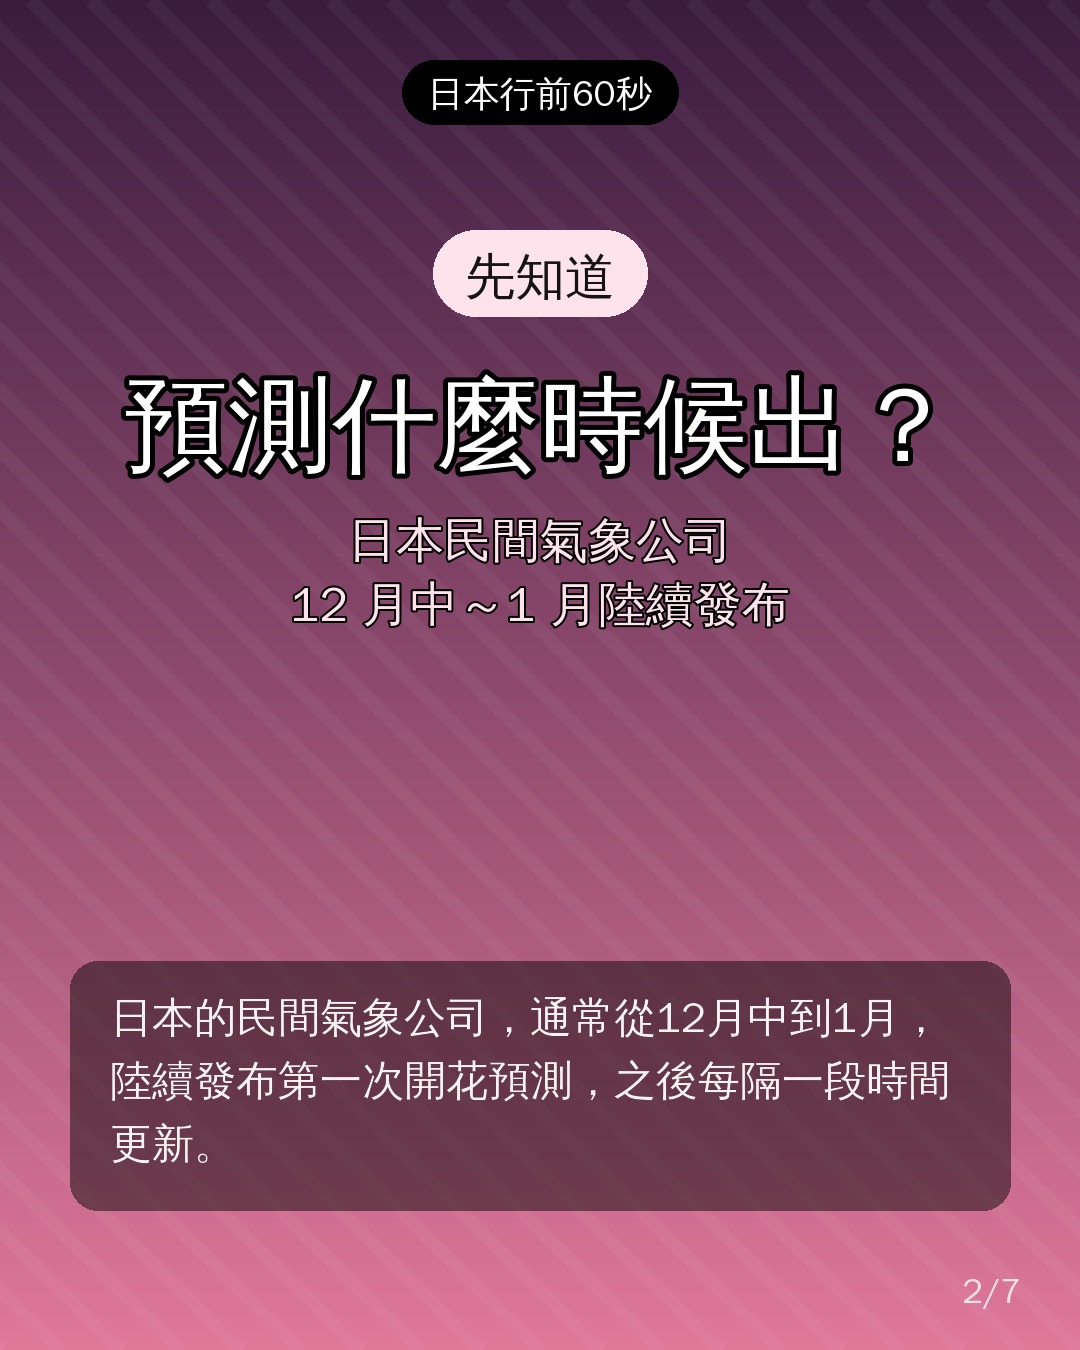 日本行前60秒
先知道
預測什麼時候出？
日本民間氣象公司
12 月中～1 月陸續發布
日本的民間氣象公司，通常從12月中到1月，
陸續發布第一次開花預測，之後每隔一段時間
更新。
2/7